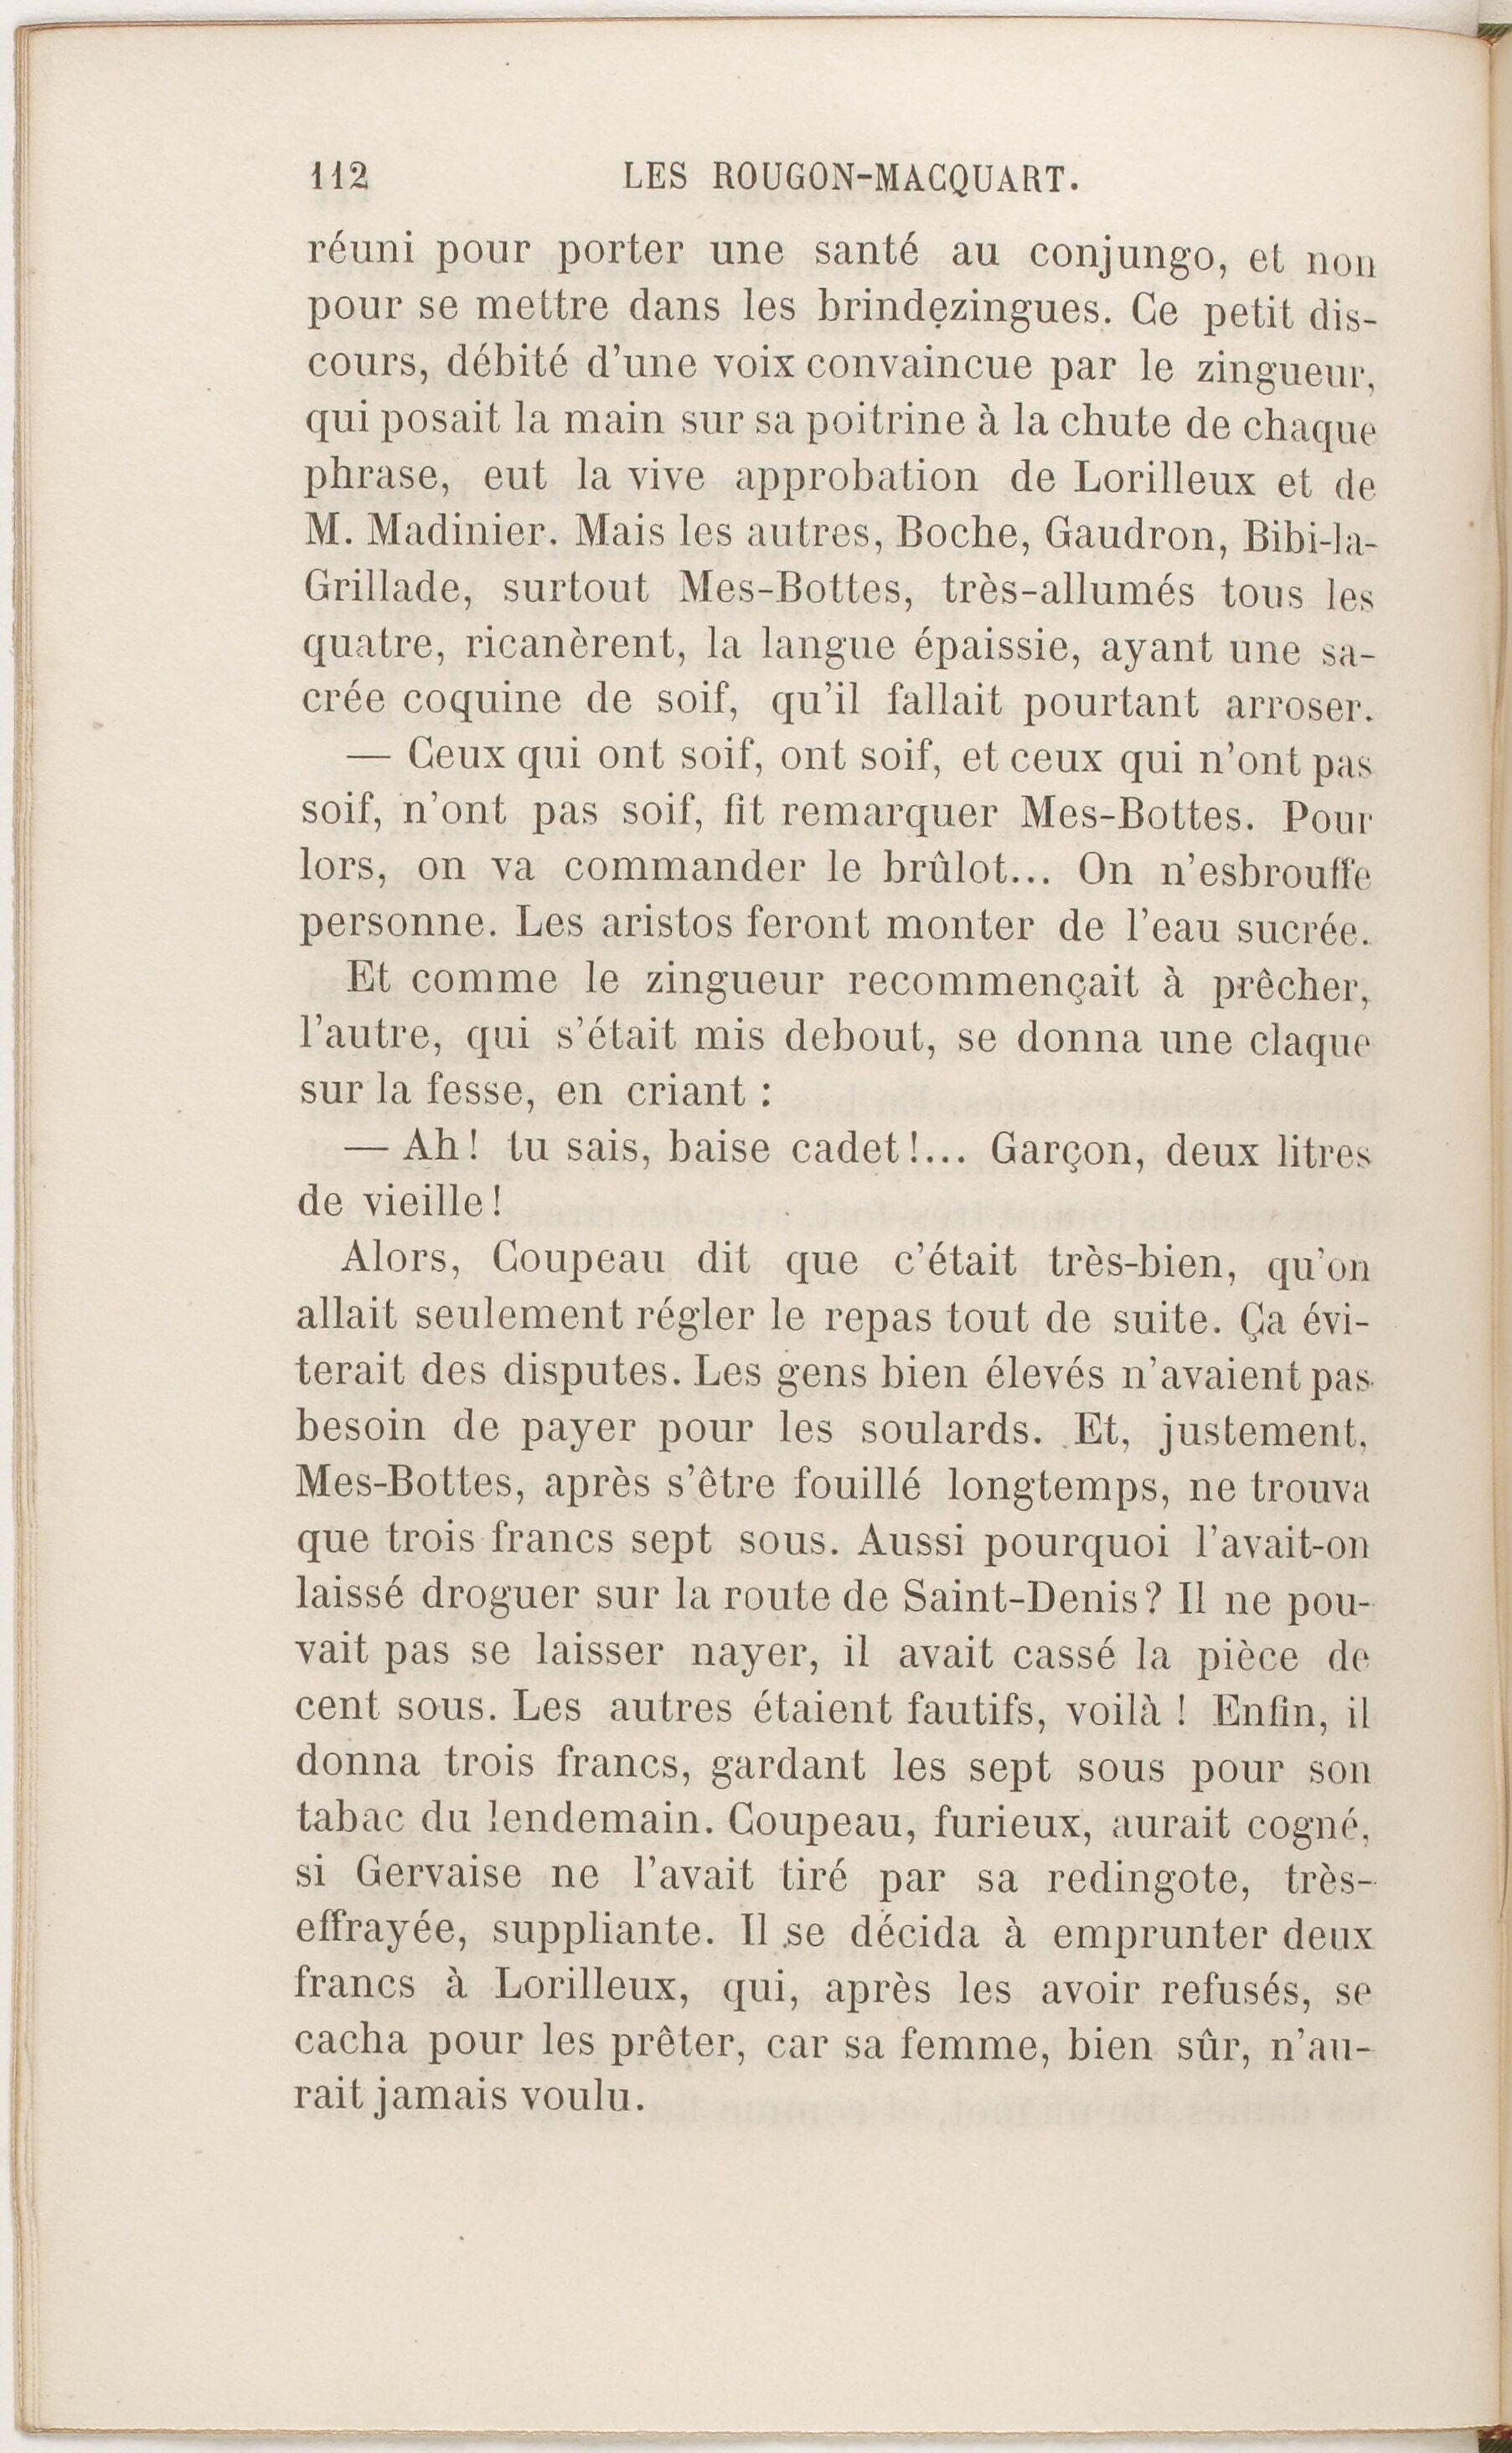 112 LES ROUGON-MACQUART.
réuni pour porter une santé au conjungo, et non
pour se mettre dans les brindezingues. Ce petit dis-
cours, débité d'une voix convaincue par le zingueur,
qui posait la main sur sa poitrine à la chute de chaque
phrase, eut la vive approbation de Lorilleux et de
M. Madinier. Mais les autres, Boche, Gaudron, Bibi-la-
Grillade, surtout Mes-Bottes, très-allumés tous les
quatre, ricanèrent, la langue épaissie, ayant une sa-
crée coquine de soif, qu'il fallait pourtant arroser.
— Ceux qui ont soif, ont soif, et ceux qui n'ont pas
soif, n'ont pas soif, fit remarquer Mes-Bottes. Pour
lors, on va commander le brûlot... On n'esbrouffe
personne. Les aristos feront monter de l'eau sucrée.
Et comme le zingueur recommençait à prêcher,
l'autre, qui s'était mis debout, se donna une claque
sur la fesse, en criant :
— Ah! tu sais, baise cadet!... Garçon, deux litres
de vieille!
Alors, Coupeau dit que c'était très-bien, qu'on
allait seulement régler le repas tout de suite. Ça évi-
terait des disputes. Les gens bien élevés n'avaient pas
besoin de payer pour les soulards. Et, justement,
Mes-Bottes, après s'être fouillé longtemps, ne trouva
que trois francs sept sous. Aussi pourquoi l'avait-on
laissé droguer sur la route de Saint-Denis? Il ne pou-
vait pas se laisser nayer, il avait cassé la pièce de
cent sous. Les autres étaient fautifs, voilà ! Enfin, il
donna trois francs, gardant les sept sous pour son
tabac du lendemain. Coupeau, furieux, aurait cogné,
si Gervaise ne l'avait tiré par sa redingote, très-
effrayée, suppliante. Il se décida à emprunter deux
francs à Lorilleux, qui, après les avoir refusés, se
cacha pour les prêter, car sa femme, bien sûr, n'au-
rait jamais voulu.